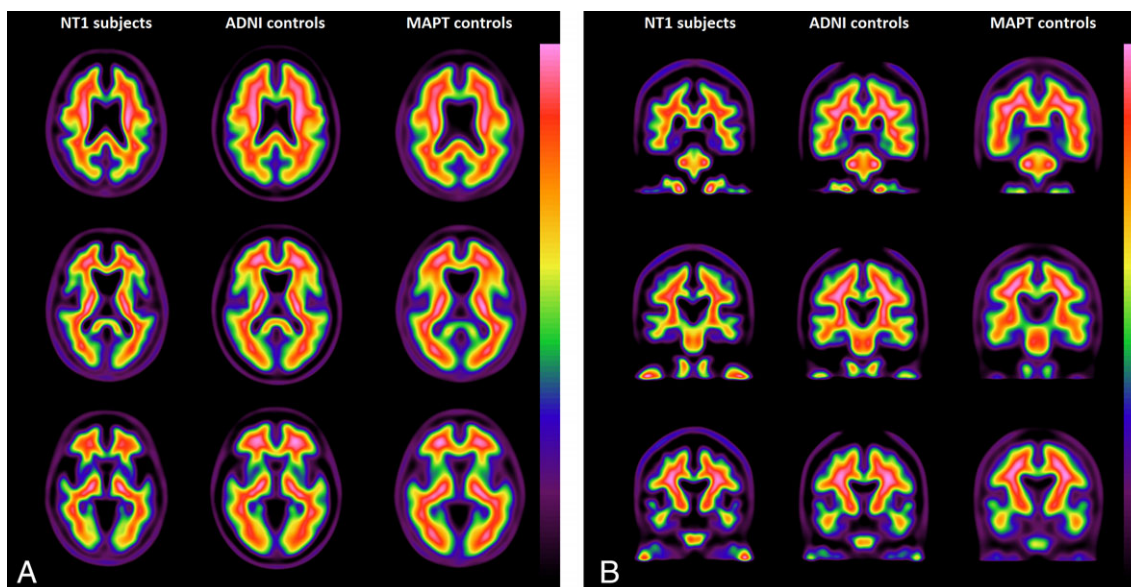 NT1 subjects ADNI controls MAPT controls
A
NT1 subjects ADNI controls MAPT controls
B